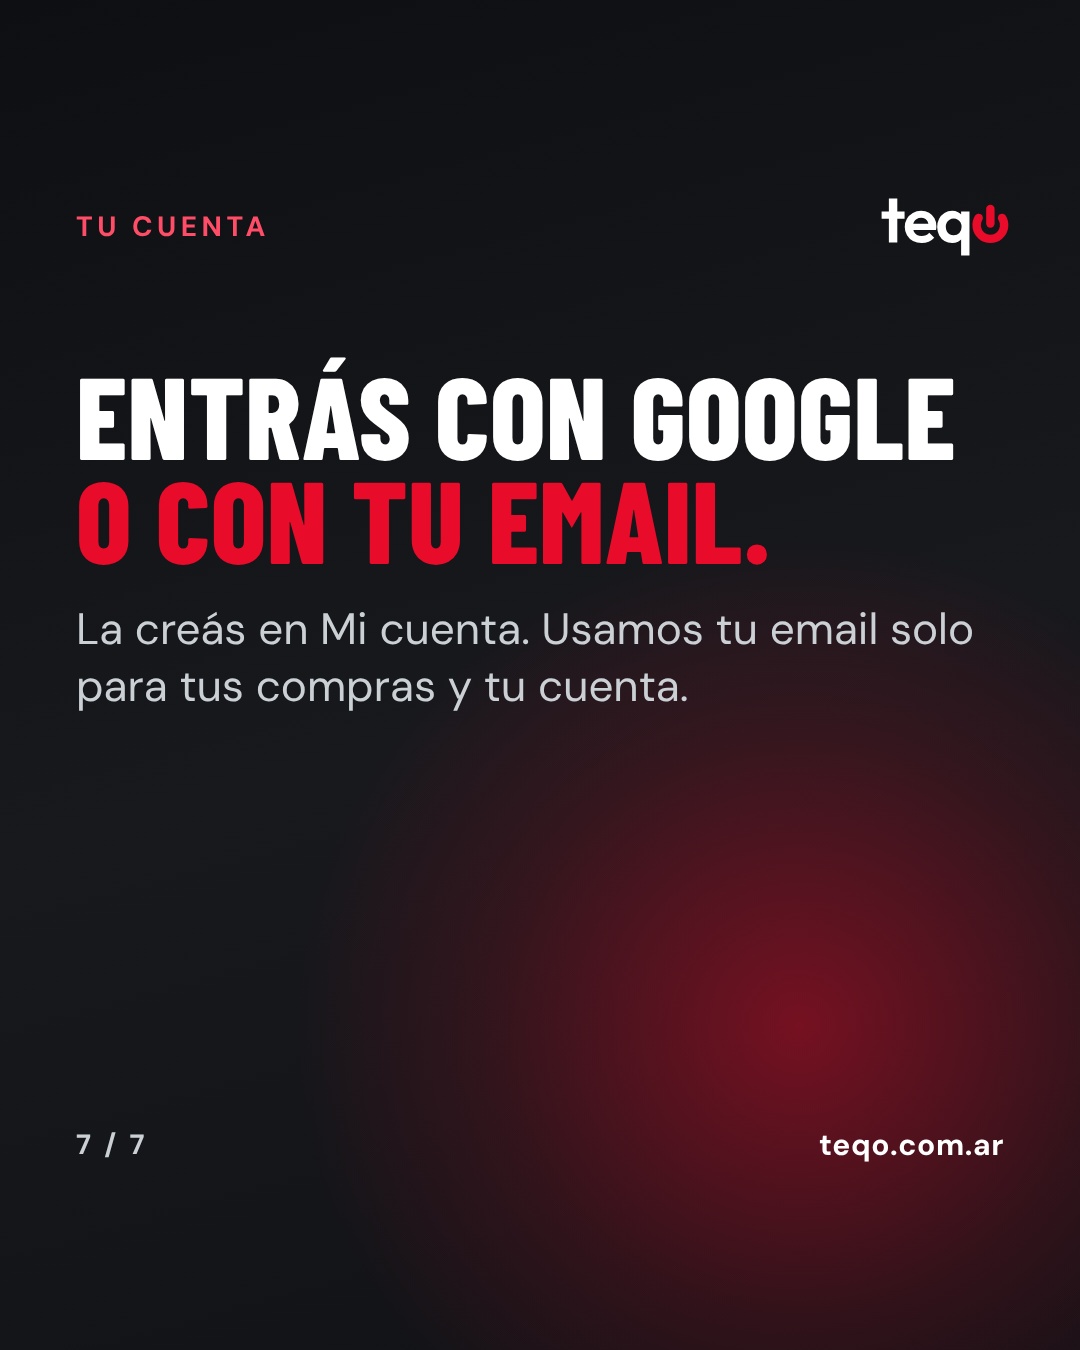 TU CUENTA
teqo
ENTRÁS CON GOOGLE
O CON TU EMAIL.
La creás en Mi cuenta. Usamos tu email solo
para tus compras y tu cuenta.
7 / 7
teqo.com.ar